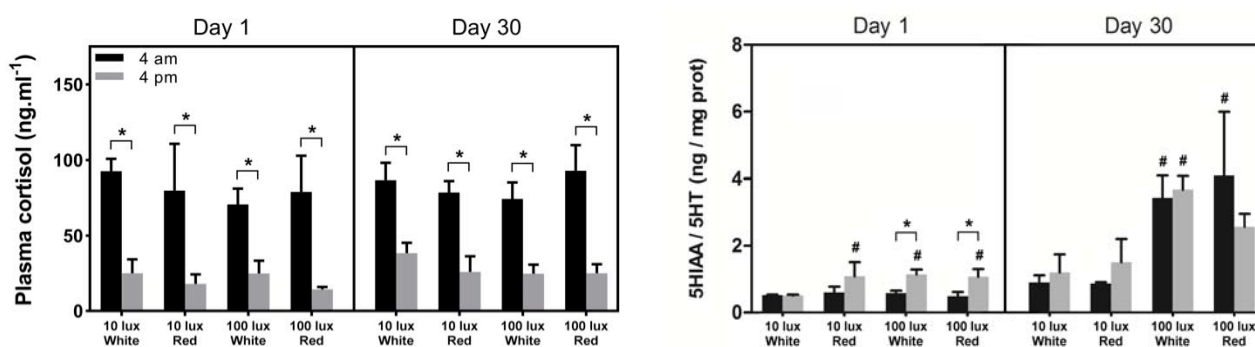 Day 1
Day 30
4 am
4 pm
Plasma cortisol (ng.ml-1)
150
100
50
0
* * * * * * * *
10 lux White
10 lux Red
100 lux White
100 lux Red
10 lux White
10 lux Red
100 lux White
100 lux Red
Day 1
Day 30
5HIAA / 5HT (ng / mg prot)
8
6
4
2
0
# * # * # # # #
10 lux White
10 lux Red
100 lux White
100 lux Red
10 lux White
10 lux Red
100 lux White
100 lux Red